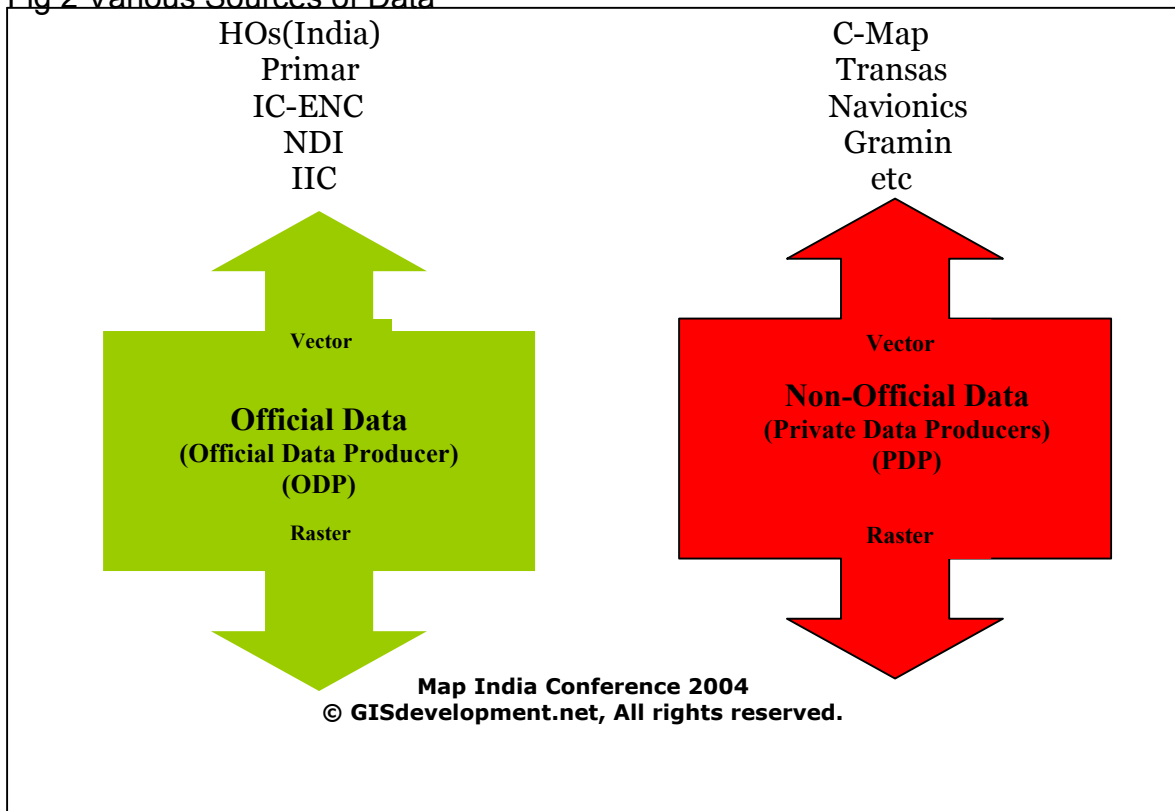 Fig 2 Various Sources of Data
HOs(India)
Primar
IC-ENC
NDI
IIC
Vector
Official Data
(Official Data Producer)
(ODP)
Raster
C-Map
Transas
Navionics
Gramin
etc
Vector
Non-Official Data
(Private Data Producers)
(PDP)
Raster
Map India Conference 2004
© GISdevelopment.net, All rights reserved.